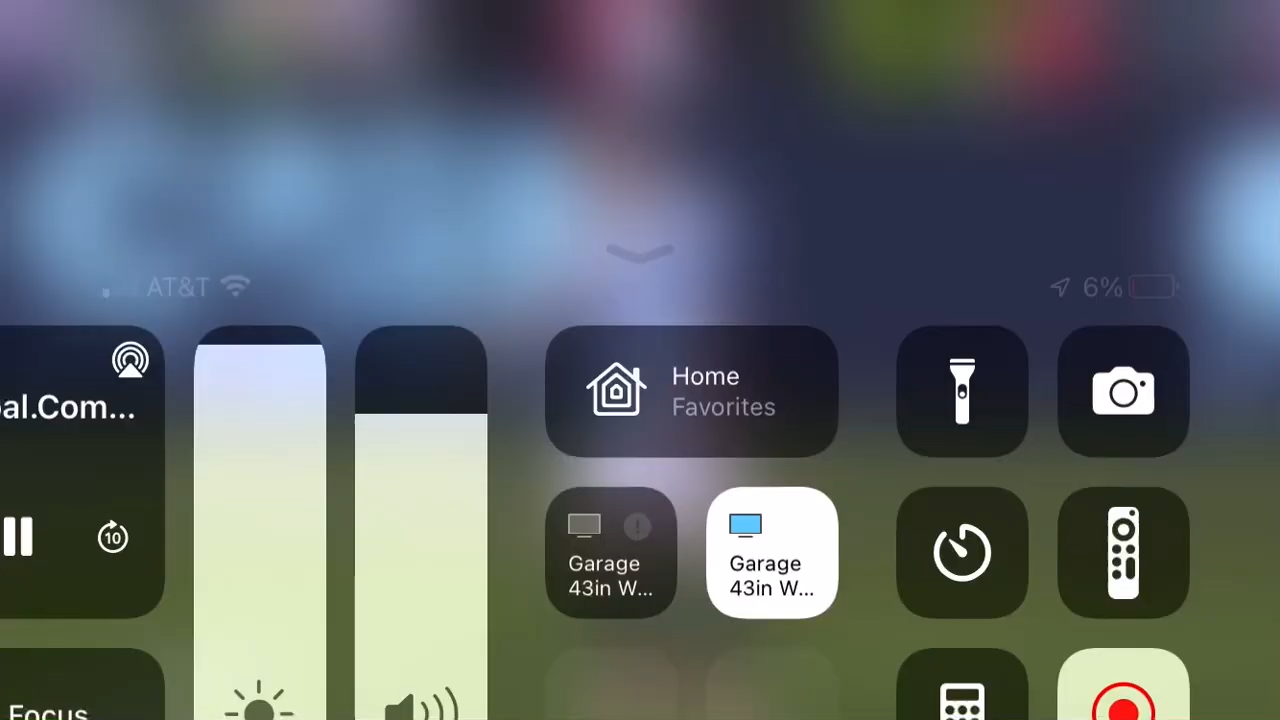 AT&T
6%
al.Com...
10
Home
Favorites
Garage
43in W...
Garage
43in W...
Focus